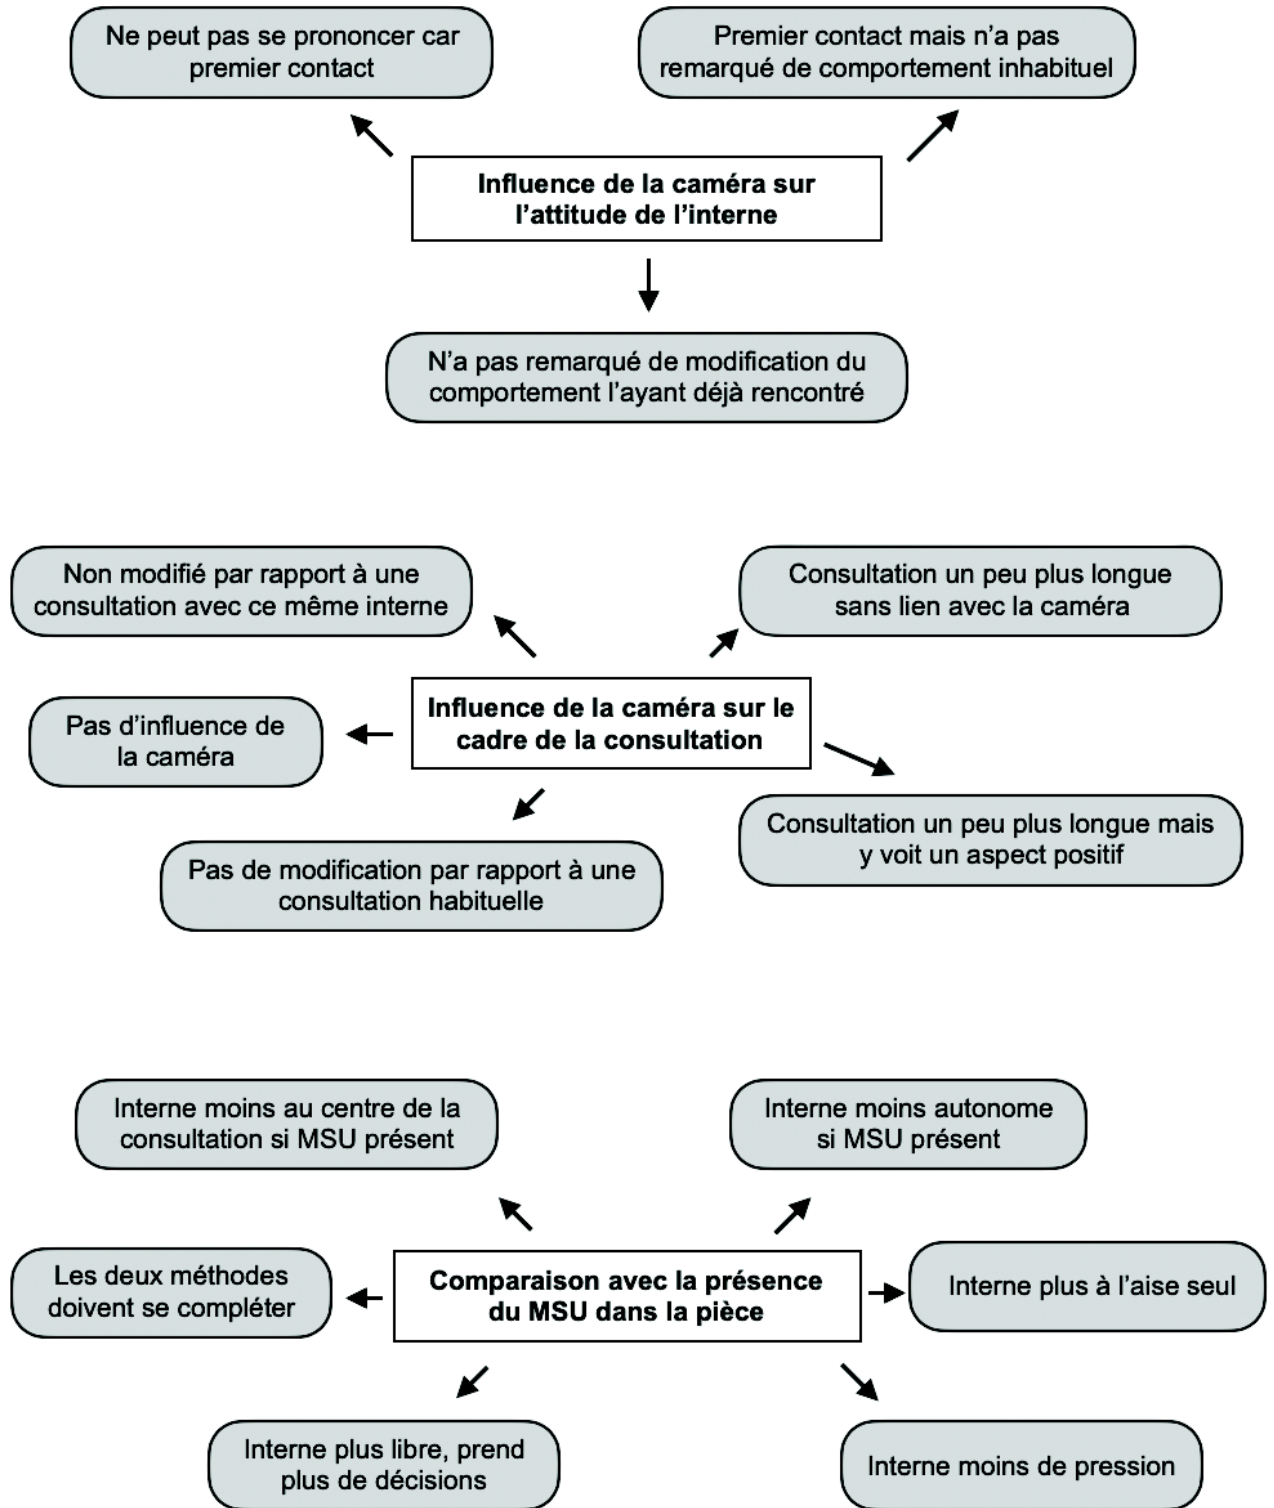 Ne peut pas se prononcer car
premier contact
Premier contact mais n'a pas
remarqué de comportement inhabituel
Influence de la caméra sur
l'attitude de l'interne
N'a pas remarqué de modification du
comportement l'ayant déjà rencontré
Non modifié par rapport à une
consultation avec ce même interne
Consultation un peu plus longue
sans lien avec la caméra
Influence de la caméra sur le
cadre de la consultation
Pas d'influence de
la caméra
Consultation un peu plus longue mais
y voit un aspect positif
Pas de modification par rapport à une
consultation habituelle
Interne moins au centre de la
consultation si MSU présent
Interne moins autonome
si MSU présent
Les deux méthodes
doivent se compléter
Comparaison avec la présence
du MSU dans la pièce
Interne plus à l'aise seul
Interne plus libre, prend
plus de décisions
Interne moins de pression